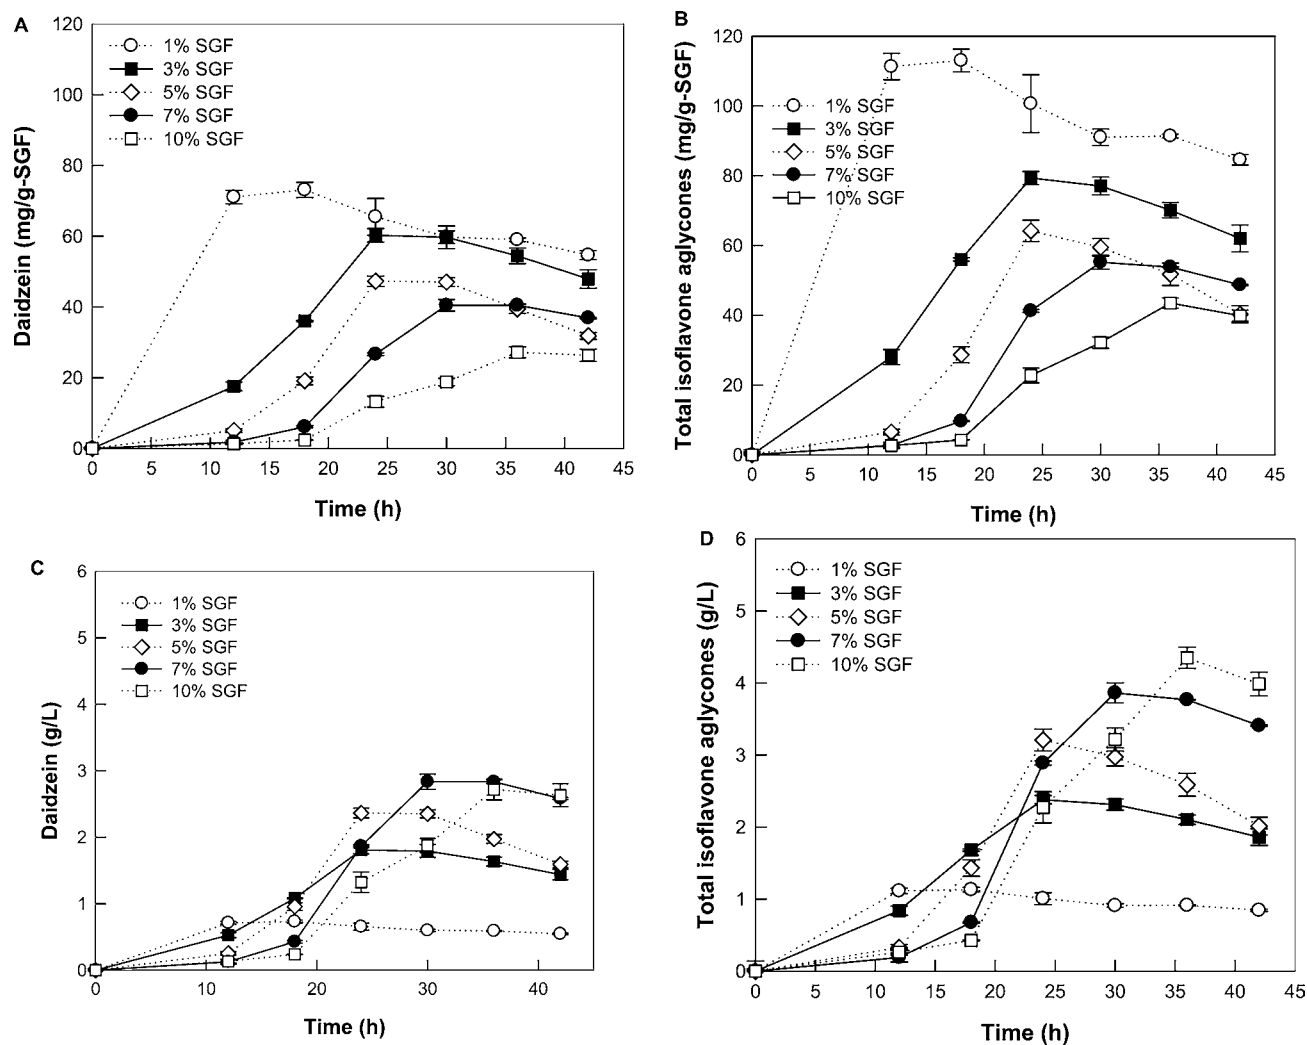 A
120
100
80
60
40
20
0
1% SGF
3% SGF
5% SGF
7% SGF
10% SGF
Daidzein (mg/g-SGF)
0 5 10 15 20 25 30 35 40 45
Time (h)
B
120
100
80
60
40
20
0
1% SGF
3% SGF
5% SGF
7% SGF
10% SGF
Total isoflavone aglycones (mg/g-SGF)
0 5 10 15 20 25 30 35 40 45
Time (h)
C
6
5
4
3
2
1
0
1% SGF
3% SGF
5% SGF
7% SGF
10% SGF
Daidzein (g/L)
0 10 20 30 40
Time (h)
D
6
5
4
3
2
1
0
1% SGF
3% SGF
5% SGF
7% SGF
10% SGF
Total isoflavone aglycones (g/L)
0 5 10 15 20 25 30 35 40 45
Time (h)